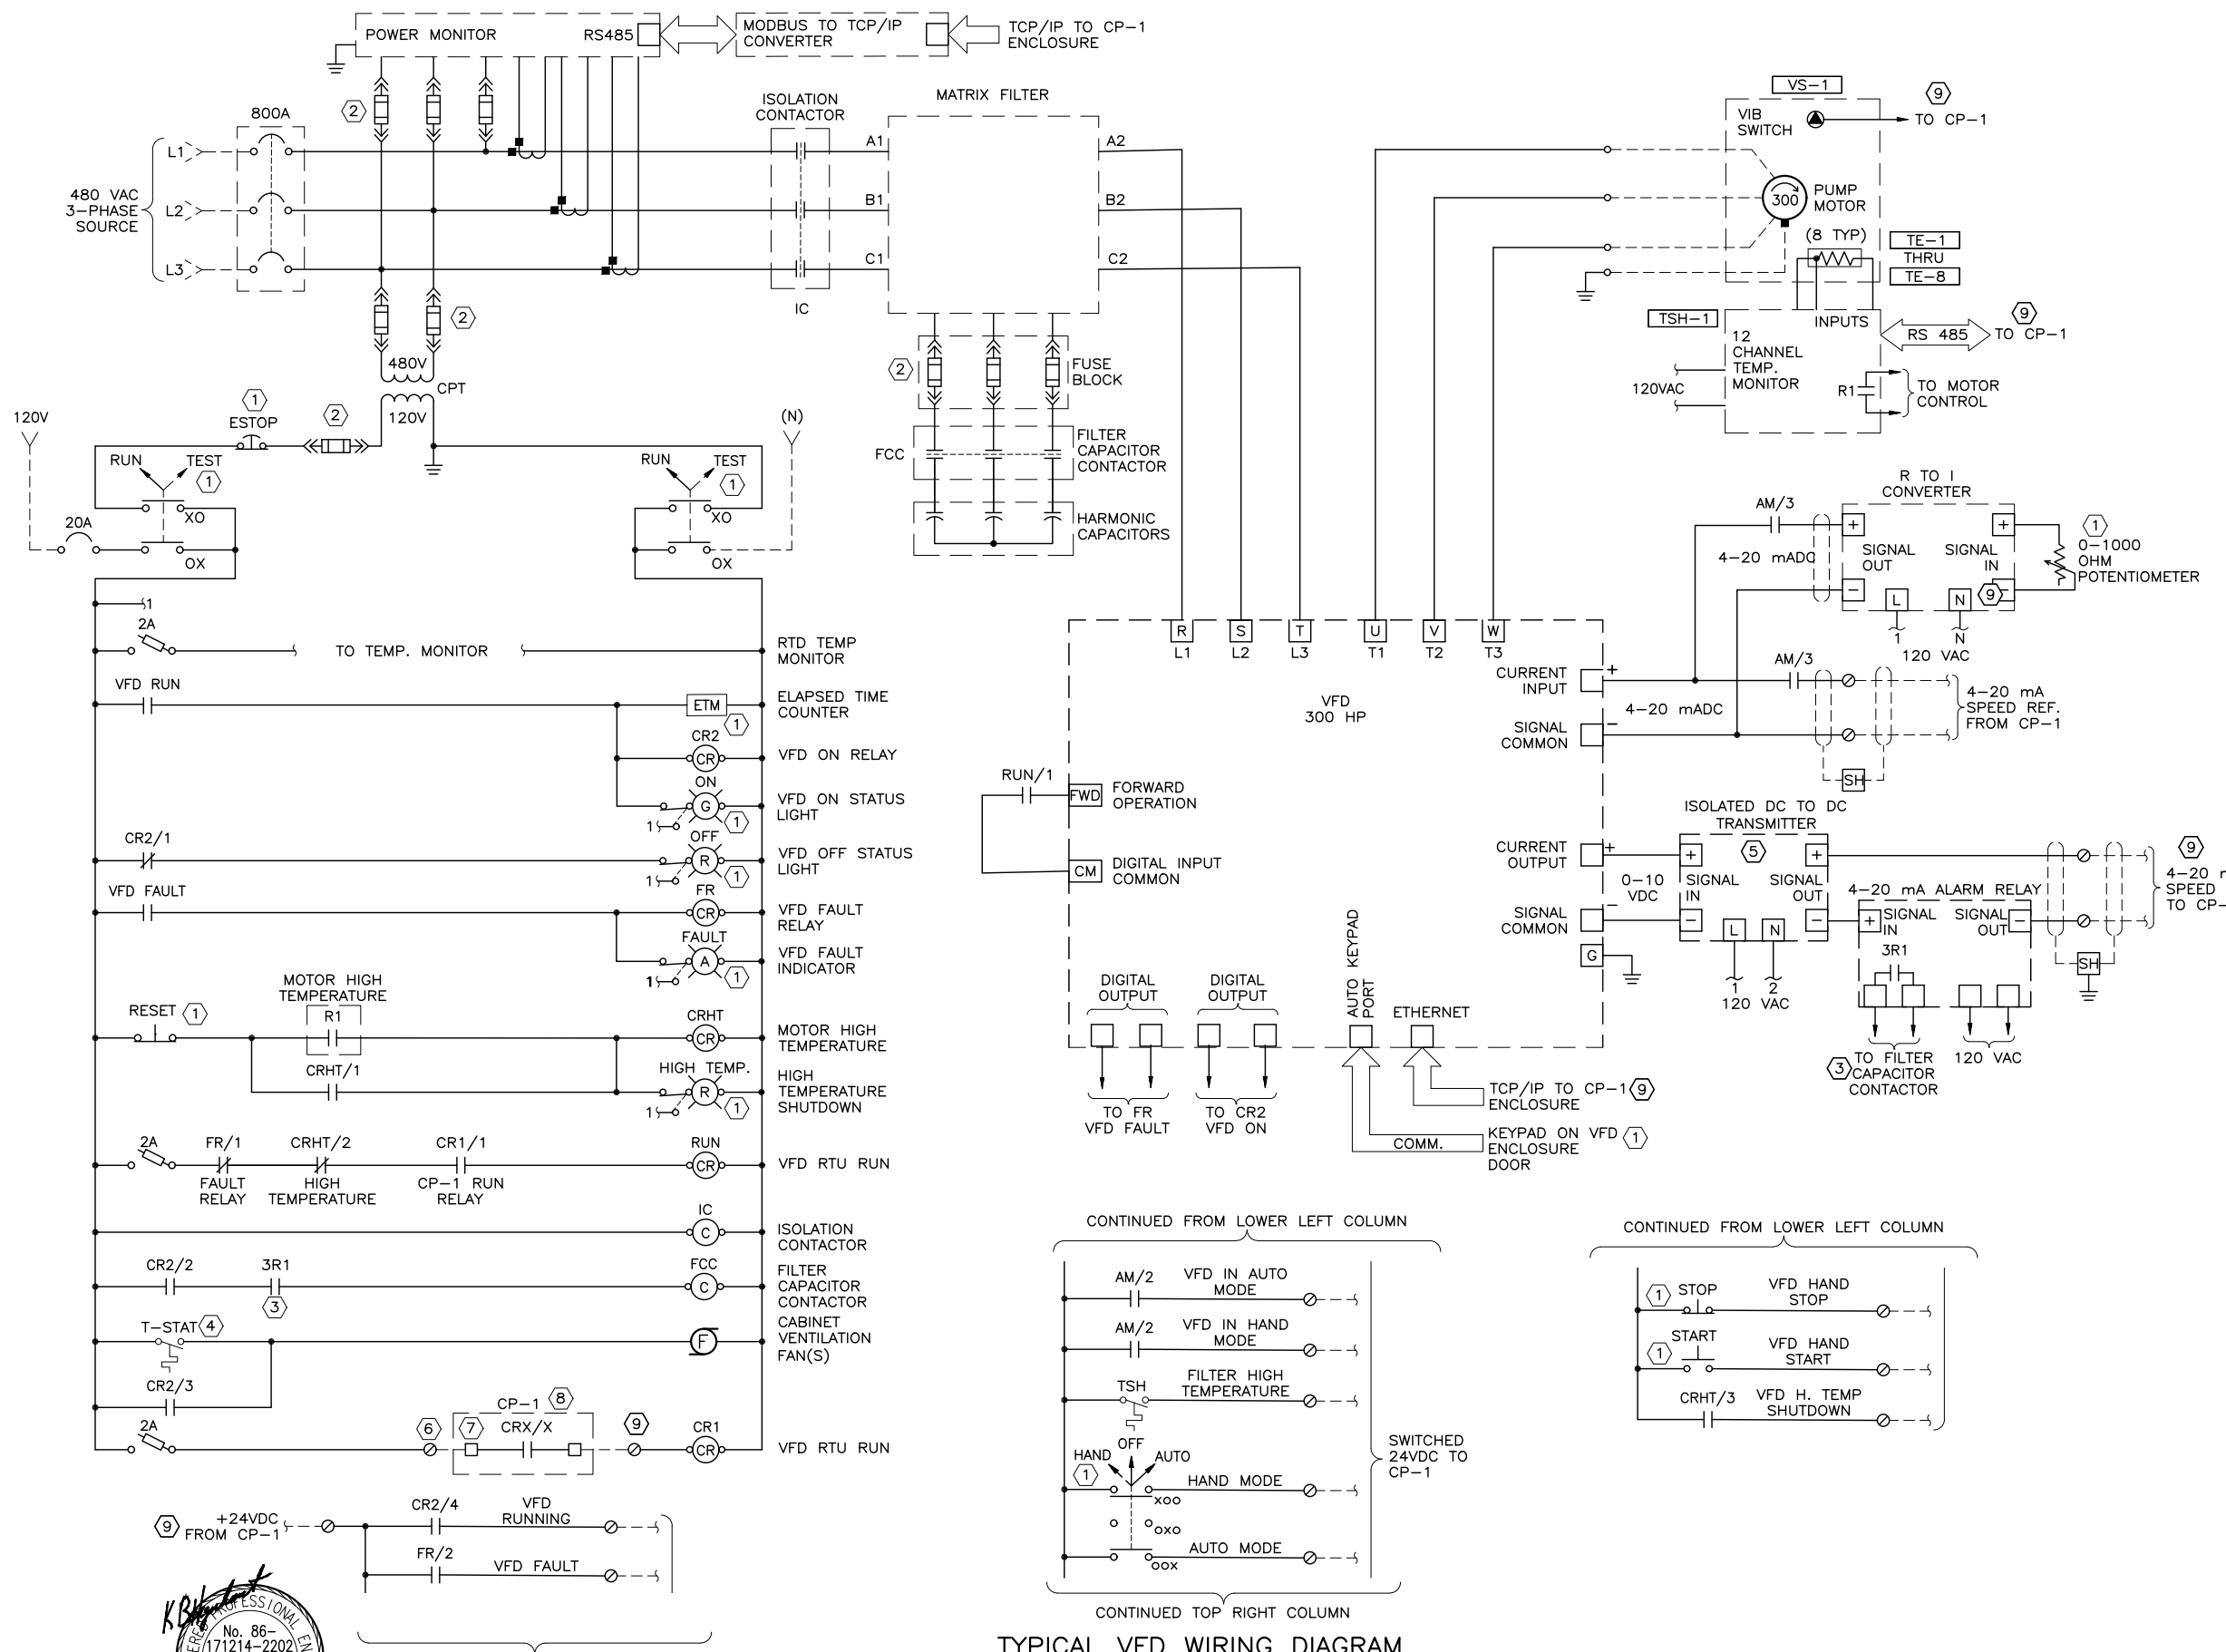 POWER MONITOR
RS485
MODBUS TO TCP/IP
CONVERTER
TCP/IP TO CP-1
ENCLOSURE
2
800A
L1
L2
L3
480 VAC
3-PHASE
SOURCE
ISOLATION
CONTACTOR
IC
MATRIX FILTER
A1
B1
C1
A2
B2
C2
2
480V
CPT
120V
2
FUSE
BLOCK
FCC
FILTER
CAPACITOR
CONTACTOR
HARMONIC
CAPACITORS
VS-1
VIB
SWITCH
9
TO CP-1
300
PUMP
MOTOR
(8 TYP)
TE-1
THRU
TE-8
TSH-1
INPUTS
12
CHANNEL
TEMP.
MONITOR
120VAC
RS 485
9
TO CP-1
R1
TO MOTOR
CONTROL
120V
1
ESTOP
2
(N)
RUN
TEST
1
XO
20A
OX
RUN
TEST
1
XO
OX
1
2A
TO TEMP. MONITOR
RTD TEMP
MONITOR
VFD RUN
ETM
1
ELAPSED TIME
COUNTER
CR2
CR
VFD ON RELAY
ON
G
1
1
VFD ON STATUS
LIGHT
CR2/1
OFF
R
1
1
VFD OFF STATUS
LIGHT
VFD FAULT
FR
CR
VFD FAULT
RELAY
FAULT
A
1
1
VFD FAULT
INDICATOR
RESET
1
MOTOR HIGH
TEMPERATURE
R1
CRHT
CR
MOTOR HIGH
TEMPERATURE
CRHT/1
HIGH TEMP.
R
1
1
HIGH
TEMPERATURE
SHUTDOWN
2A
FR/1
FAULT
RELAY
CRHT/2
HIGH
TEMPERATURE
CR1/1
CP-1 RUN
RELAY
RUN
CR
VFD RTU RUN
IC
C
ISOLATION
CONTACTOR
CR2/2
3R1
3
FCC
C
FILTER
CAPACITOR
CONTACTOR
T-STAT
4
F
CABINET
VENTILATION
FAN(S)
CR2/3
2A
6
7
CP-1
8
CRX/X
9
CR1
CR
VFD RTU RUN
9
+24VDC
FROM CP-1
CR2/4
VFD
RUNNING
FR/2
VFD FAULT
No. 86-
171214-2202
R
L1
S
L2
T
L3
U
T1
V
T2
W
T3
VFD
300 HP
CURRENT
INPUT
+
4-20 mADC
SIGNAL
COMMON
-
RUN/1
FWD
FORWARD
OPERATION
CM
DIGITAL INPUT
COMMON
CURRENT
OUTPUT
+
0-10
VDC
SIGNAL
COMMON
-
G
DIGITAL
OUTPUT
TO FR
VFD FAULT
DIGITAL
OUTPUT
TO CR2
VFD ON
AUTO KEYPAD
PORT
ETHERNET
TCP/IP TO CP-1
ENCLOSURE
9
COMM.
KEYPAD ON VFD
ENCLOSURE
DOOR
1
R TO I
CONVERTER
AM/3
4-20 mADC
+
-
SIGNAL
OUT
SIGNAL
IN
+
-
9
L
N
1
N
120 VAC
1
0-1000
OHM
POTENTIOMETER
AM/3
4-20 mA
SPEED REF.
FROM CP-1
SH
ISOLATED DC TO DC
TRANSMITTER
5
+
+
SIGNAL
IN
SIGNAL
OUT
-
-
L
N
1
2
120 VAC
4-20 mA ALARM RELAY
+
SIGNAL
IN
SIGNAL
OUT
-
3R1
3
TO FILTER
CAPACITOR
CONTACTOR
120 VAC
SH
9
4-20
SPEED
TO CP-
CONTINUED FROM LOWER LEFT COLUMN
AM/2
VFD IN AUTO
MODE
AM/2
VFD IN HAND
MODE
TSH
FILTER HIGH
TEMPERATURE
HAND
OFF
AUTO
1
HAND MODE
XOO
OXO
AUTO MODE
OOX
SWITCHED
24VDC TO
CP-1
CONTINUED TOP RIGHT COLUMN
CONTINUED FROM LOWER LEFT COLUMN
1
STOP
VFD HAND
STOP
1
START
VFD HAND
START
CRHT/3
VFD H. TEMP
SHUTDOWN
TYPICAL VFD WIRING DIAGRAM